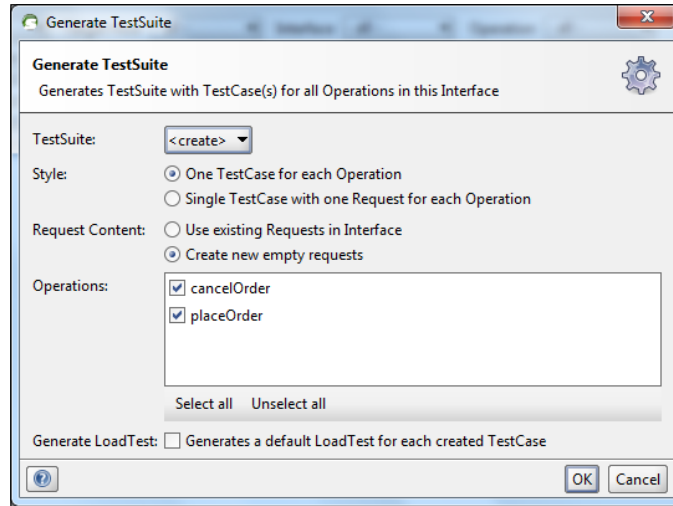 Generate TestSuite
Generate TestSuite
Generates TestSuite with TestCase(s) for all Operations in this Interface
TestSuite: <create>
Style: One TestCase for each Operation
Single TestCase with one Request for each Operation
Request Content: Use existing Requests in Interface
Create new empty requests
Operations: cancelOrder
placeOrder
Select all Unselect all
Generate LoadTest: Generates a default LoadTest for each created TestCase
OK Cancel